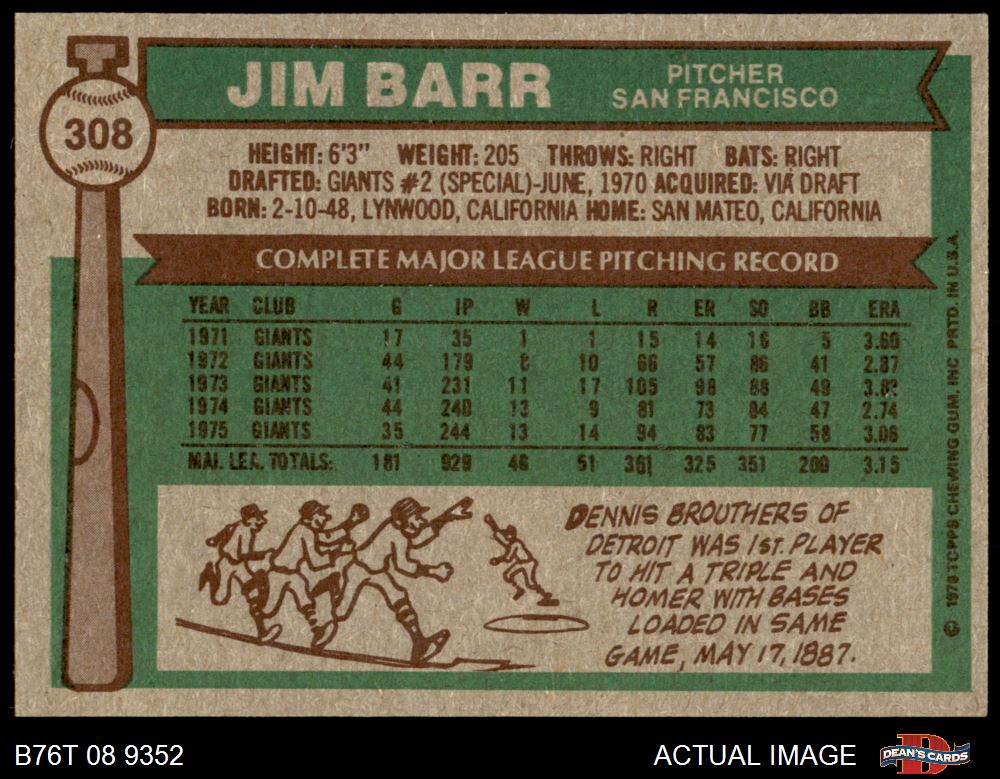 308
JIM BARR
PITCHER
SAN FRANCISCO
HEIGHT: 6'3" WEIGHT: 205 THROWS: RIGHT BATS: RIGHT
DRAFTED: GIANTS #2 (SPECIAL)-JUNE, 1970 ACQUIRED: VIA DRAFT
BORN: 2-10-48, LYNWOOD, CALIFORNIA HOME: SAN MATEO, CALIFORNIA
COMPLETE MAJOR LEAGUE PITCHING RECORD
YEAR CLUB G IP W L R ER SO BB ERA
1971 GIANTS 17 35 1 1 15 14 16 5 3.60
1972 GIANTS 44 179 8 10 66 57 86 41 2.87
1973 GIANTS 41 231 11 17 105 98 88 49 3.82
1974 GIANTS 44 240 13 9 81 73 84 47 2.74
1975 GIANTS 35 244 13 14 94 83 77 58 3.06
MAJ. LEA. TOTALS: 181 929 46 51 361 325 351 200 3.15
DENNIS BROUTHERS OF
DETROIT WAS 1ST. PLAYER
TO HIT A TRIPLE AND
HOMER WITH BASES
LOADED IN SAME
GAME, MAY 17, 1887.
© 1976 TOPPS CHEWING GUM, INC PRTD. IN U.S.A.
B76T 08 9352
ACTUAL IMAGE
DEAN'S CARDS